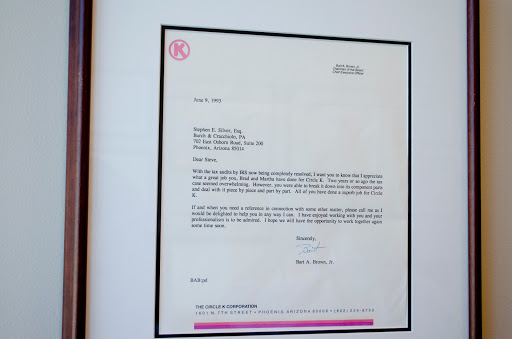 K
Bart A. Brown, Jr.
Chairman of the Board
Chief Executive Officer
June 9, 1993
Stephen E. Silver, Esq.
Burch & Cracchiolo, PA
702 East Osborn Road, Suite 200
Phoenix, Arizona 85014
Dear Steve,
With the tax audits by IRS now being completely resolved, I want you to know that I appreciate
what a great job you, Brad and Martha have done for Circle K. Two years or so ago the tax
case seemed overwhelming. However, you were able to break it down into its component parts
and deal with it piece by piece and part by part. All of you have done a superb job for Circle
K.
If and when you need a reference in connection with some other matter, please call me as I
would be delighted to help you in any way I can. I have enjoyed working with you and your
professionalism is to be admired. I hope we will have the opportunity to work together again
some time soon.
Sincerely,
Bart
Bart A. Brown, Jr.
BAB:pd
THE CIRCLE K CORPORATION
1601 N. 7TH STREET • PHOENIX ARIZONA 85006 • (602)